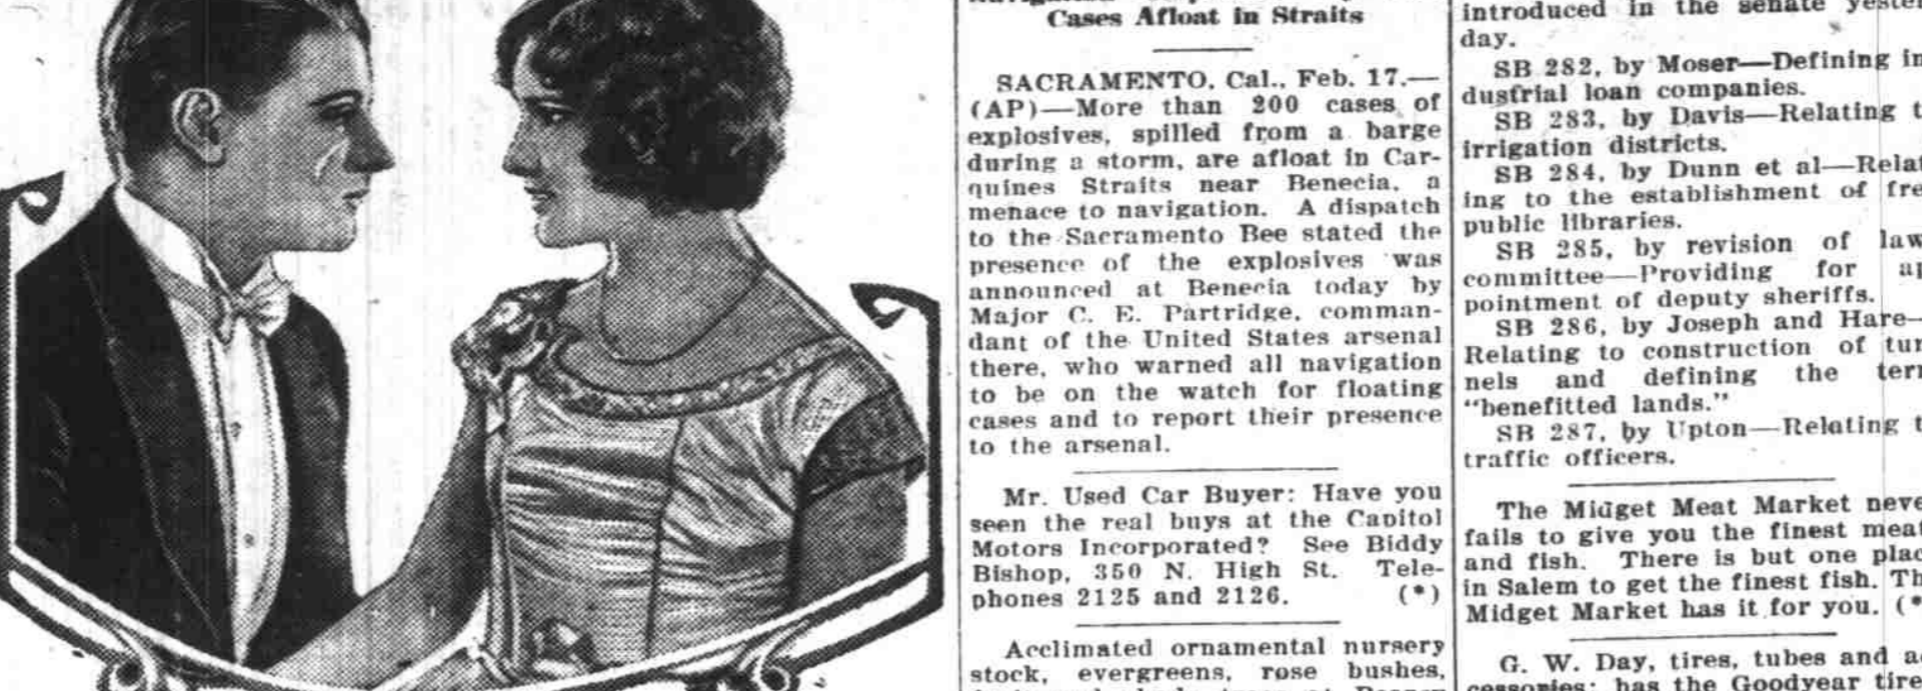 Cases Afloat in Straits
SACRAMENTO, Cal., Feb. 17.—
(AP)—More than 200 cases of
explosives, spilled from a barge
during a storm, are afloat in Car-
quines Straits near Benecia, a
menace to navigation. A dispatch
to the Sacramento Bee stated the
presence of the explosives was
announced at Benecia today by
Major C. E. Partridge, comman-
dant of the United States arsenal
there, who warned all navigation
to be on the watch for floating
cases and to report their presence
to the arsenal.
Mr. Used Car Buyer: Have you
seen the real buys at the Capitol
Motors Incorporated? See Biddy
Bishop, 350 N. High St. Tele-
phones 2125 and 2126. (*)
Acclimated ornamental nursery
stock, evergreens, rose bushes,
introduced in the senate yester
day.
SB 282, by Moser—Defining in
dustrial loan companies.
SB 283, by Davis—Relating t
irrigation districts.
SB 284, by Dunn et al—Relat
ing to the establishment of fre
public libraries.
SB 285, by revision of law
committee—Providing for ap
pointment of deputy sheriffs.
SB 286, by Joseph and Hare—
Relating to construction of tun
nels and defining the term
"benefitted lands."
SB 287, by Upton—Relating t
traffic officers.
The Midget Meat Market neve
fails to give you the finest meat
and fish. There is but one plac
in Salem to get the finest fish. Th
Midget Market has it for you. (*
G. W. Day, tires, tubes and ac
cessories; has the Goodyear tire